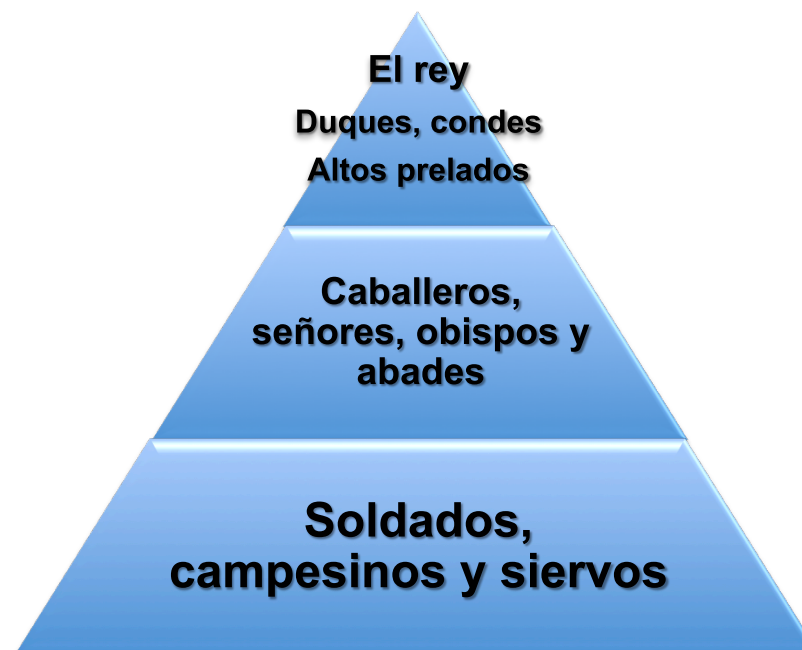 El rey
Duques, condes
Altos prelados
Caballeros,
señores, obispos y
abades
Soldados,
campesinos y siervos